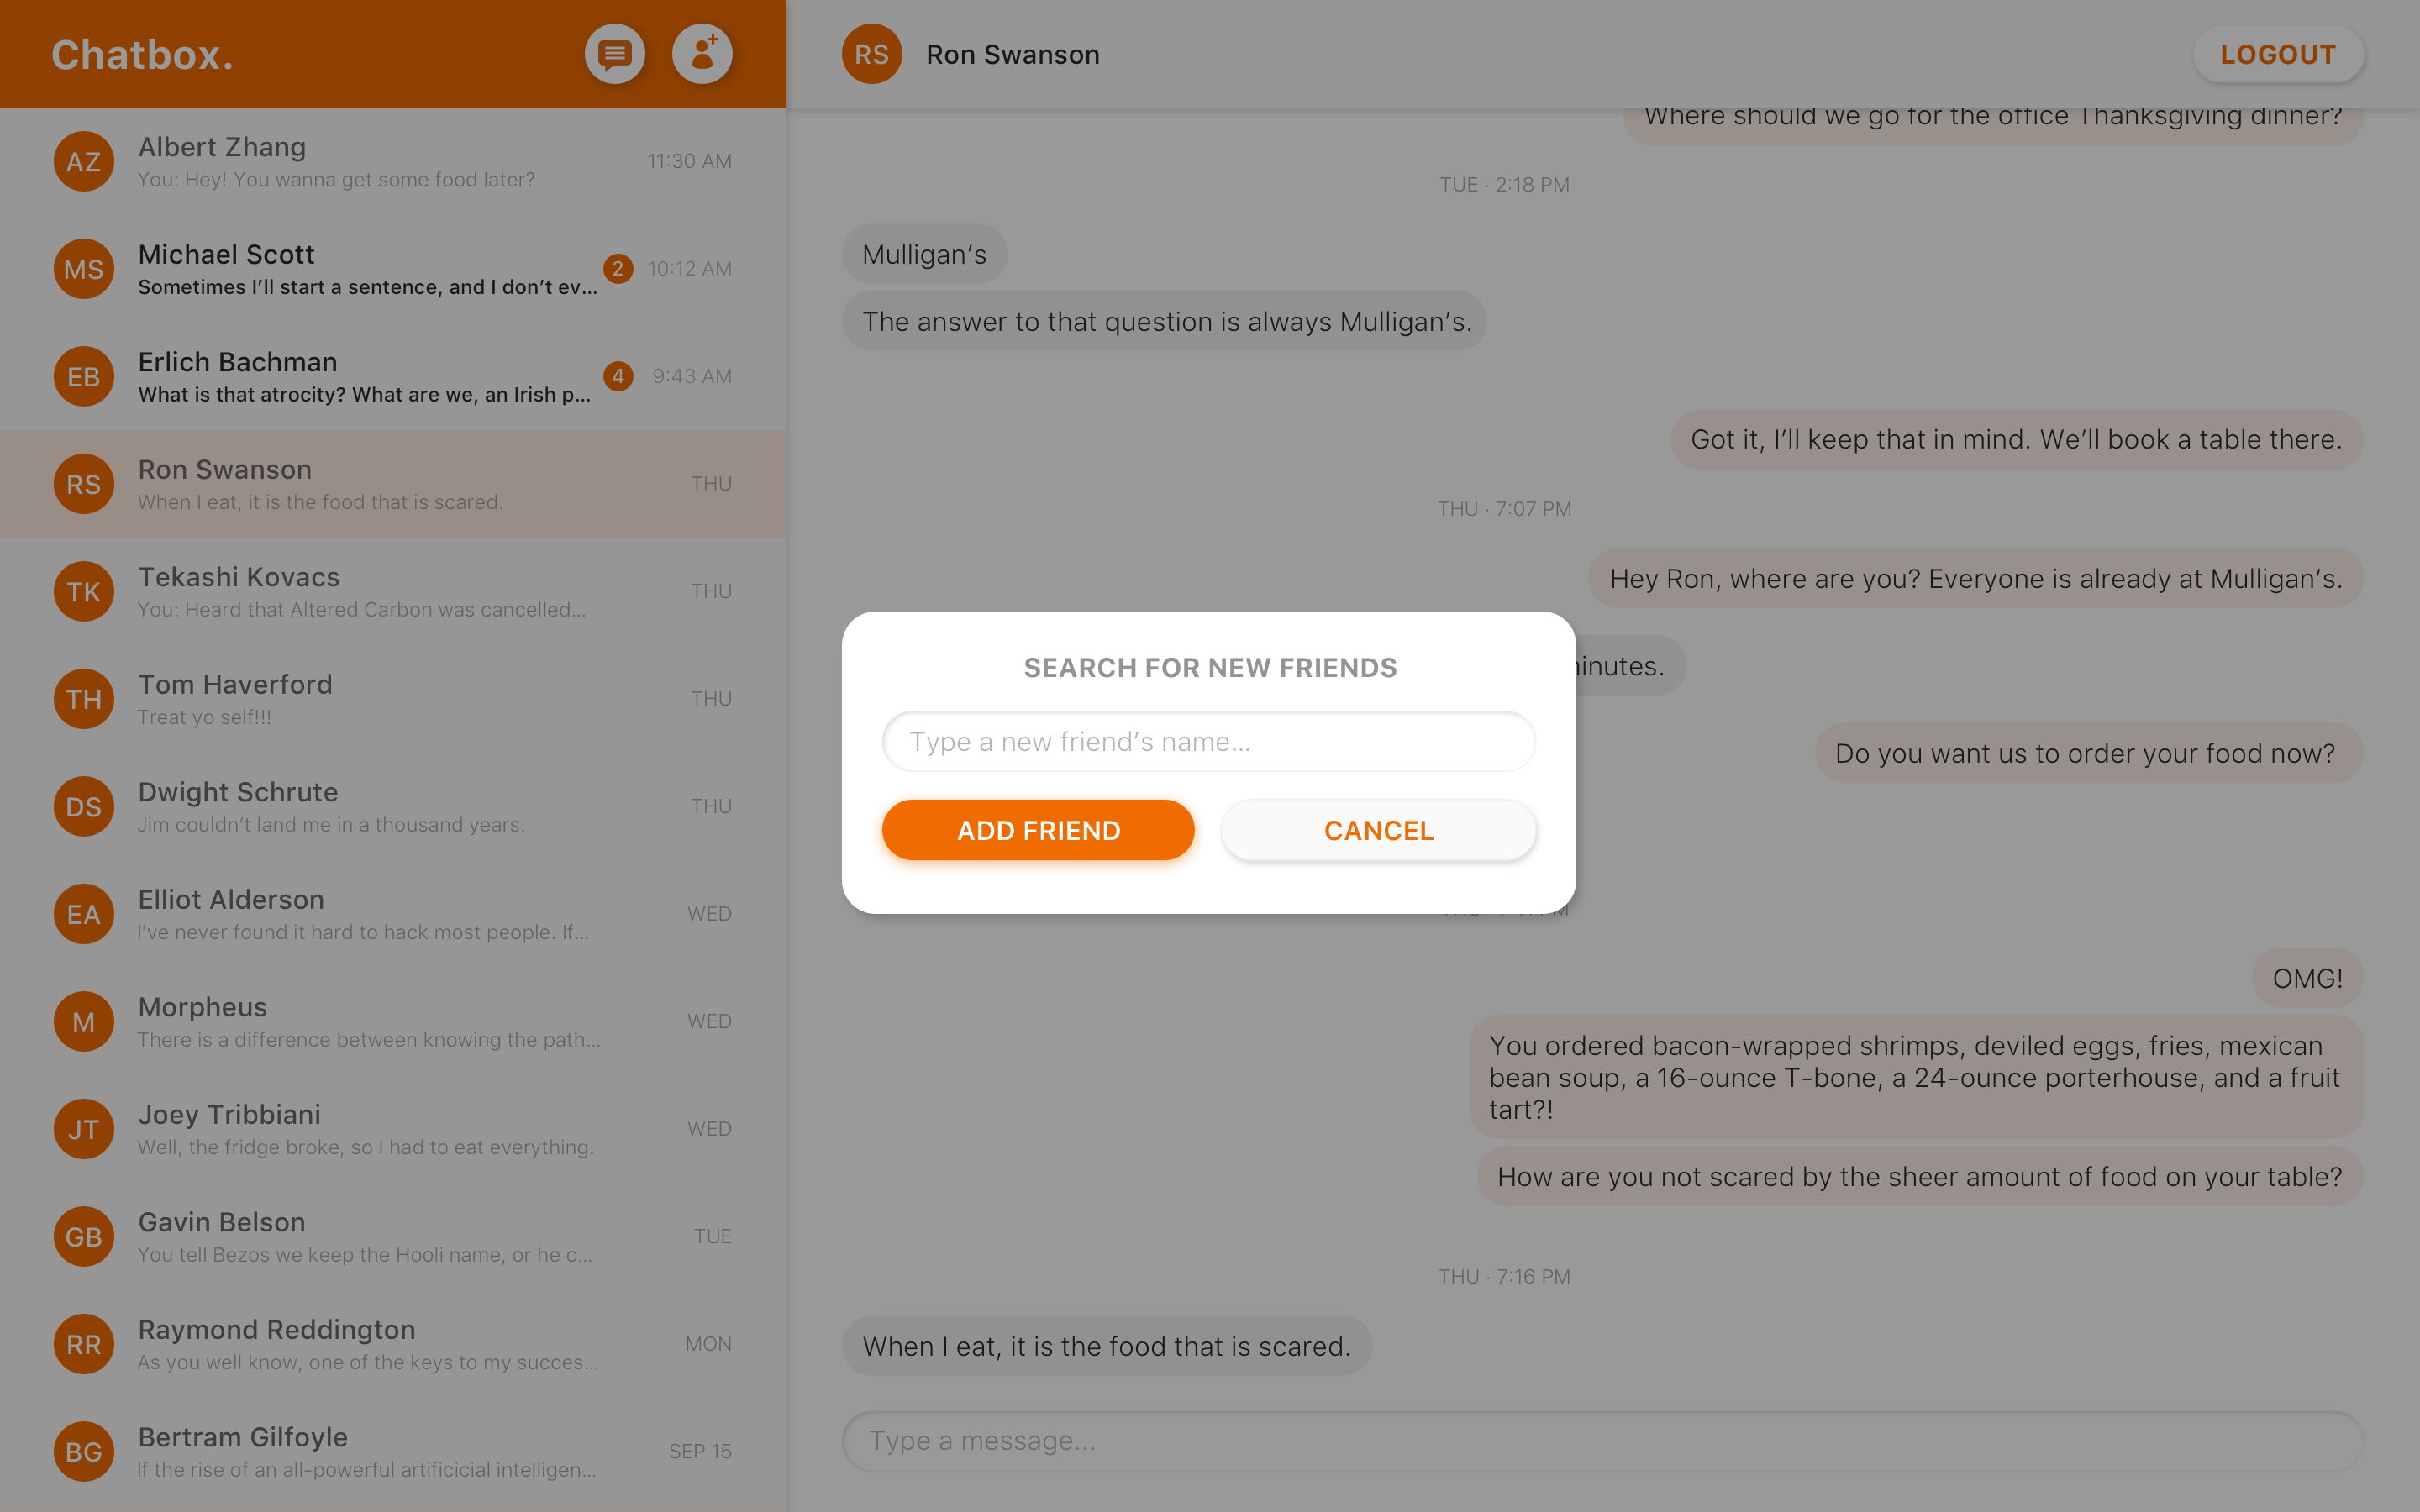 Chatbox.
AZ
Albert Zhang
You: Hey! You wanna get some food later?
11:30 AM
MS
Michael Scott
Sometimes I’ll start a sentence, and I don’t ev...
2
10:12 AM
EB
Erlich Bachman
What is that atrocity? What are we, an Irish p...
4
9:43 AM
RS
Ron Swanson
When I eat, it is the food that is scared.
THU
TK
Tekashi Kovacs
You: Heard that Altered Carbon was cancelled...
THU
TH
Tom Haverford
Treat yo self!!!
THU
DS
Dwight Schrute
Jim couldn’t land me in a thousand years.
THU
EA
Elliot Alderson
I’ve never found it hard to hack most people. If...
WED
M
Morpheus
There is a difference between knowing the path...
WED
JT
Joey Tribbiani
Well, the fridge broke, so I had to eat everything.
WED
GB
Gavin Belson
You tell Bezos we keep the Hooli name, or he c...
TUE
RR
Raymond Reddington
As you well know, one of the keys to my succes...
MON
BG
Bertram Gilfoyle
If the rise of an all-powerful artificicial intelligen...
SEP 15
RS
Ron Swanson
LOGOUT
Where should we go for the office Thanksgiving dinner?
TUE · 2:18 PM
Mulligan’s
The answer to that question is always Mulligan’s.
Got it, I’ll keep that in mind. We’ll book a table there.
THU · 7:07 PM
Hey Ron, where are you? Everyone is already at Mulligan’s.
Do you want us to order your food now?
SEARCH FOR NEW FRIENDS
Type a new friend’s name...
ADD FRIEND
CANCEL
OMG!
You ordered bacon-wrapped shrimps, deviled eggs, fries, mexican
bean soup, a 16-ounce T-bone, a 24-ounce porterhouse, and a fruit
tart?!
How are you not scared by the sheer amount of food on your table?
THU · 7:16 PM
When I eat, it is the food that is scared.
Type a message...